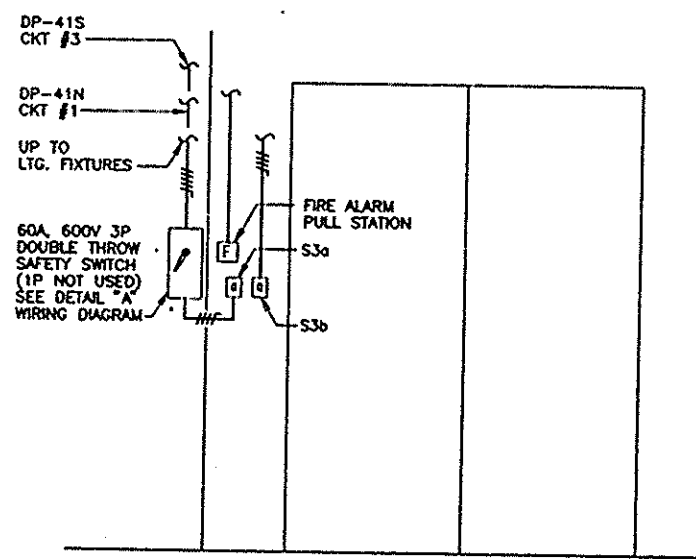 DP-41S
CKT #3
DP-41N
CKT #1
UP TO
LTG. FIXTURES
60A, 600V 3P
DOUBLE THROW
SAFETY SWITCH
(1P NOT USED)
SEE DETAIL "A"
WIRING DIAGRAM
F
FIRE ALARM
PULL STATION
S3a
S3b